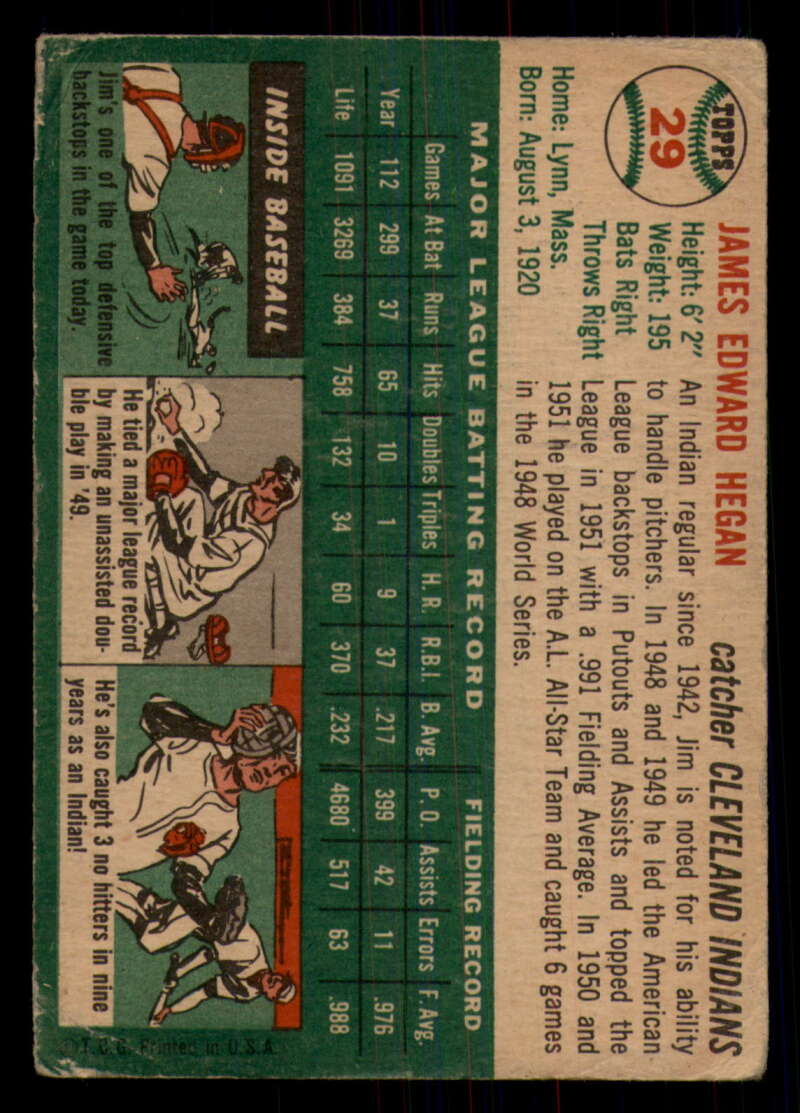 TOPPS
29
JAMES EDWARD HEGAN
catcher CLEVELAND INDIANS
Height: 6'2"
Weight: 195
Bats Right
Throws Right
Home: Lynn, Mass.
Born: August 3, 1920
An Indian regular since 1942, Jim is noted for his ability
to handle pitchers. In 1948 and 1949 he led the American
League backstops in Putouts and Assists and topped the
League in 1951 with a .991 Fielding Average. In 1950 and
1951 he played on the A.L. All-Star Team and caught 6 games
in the 1948 World Series.
MAJOR LEAGUE BATTING RECORD FIELDING RECORD
Games At Bat Runs Hits Doubles Triples H. R. R.B.I. B. Avg. P. O. Assists Errors F. Avg.
Year 112 299 37 65 10 1 9 37 .217 399 42 11 .976
Life 1091 3269 384 758 132 34 60 370 .232 4680 517 63 .988
INSIDE BASEBALL
Jim's one of the top defensive
backstops in the game today.
He tied a major league record
by making an unassisted dou-
ble play in '49.
He's also caught 3 no hitters in nine
years as an Indian!
© T. C. G. Printed in U.S.A.